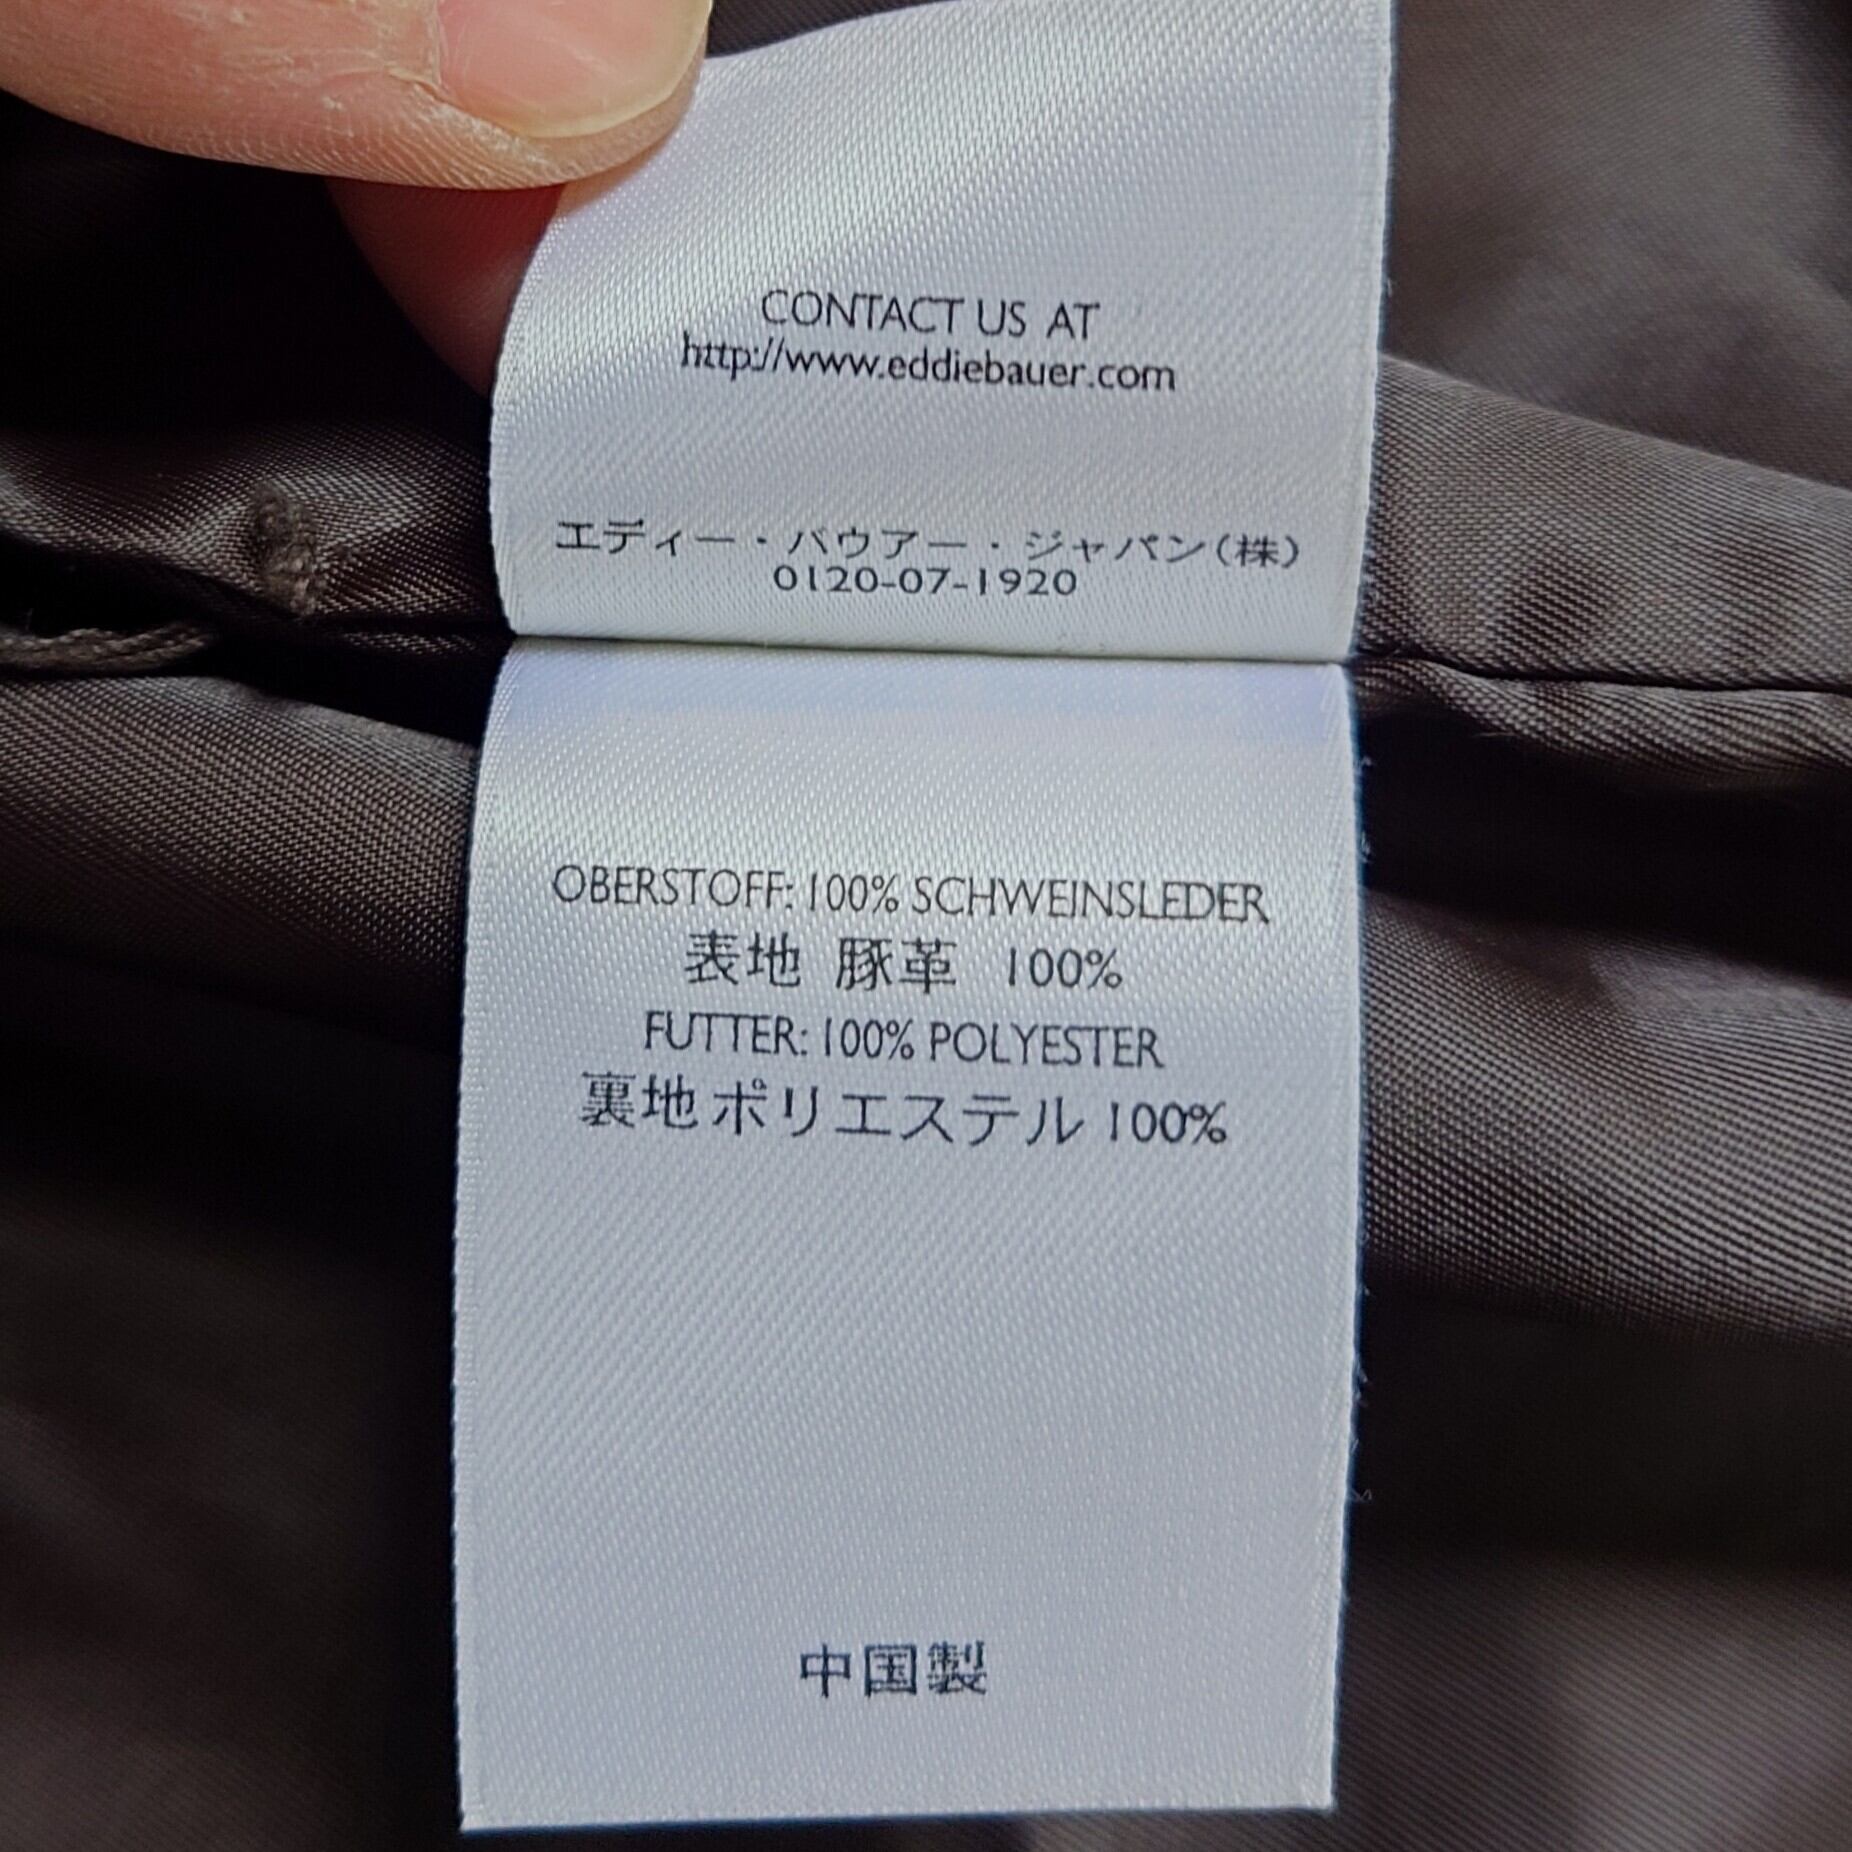 CONTACT US AT
http://www.eddiebauer.com
エディー・バウアー・ジャパン(株)
0120-07-1920
OBERSTOFF: 100% SCHWEINSLEDER
表地 豚革 100%
FUTTER: 100% POLYESTER
裏地 ポリエステル 100%
中国製